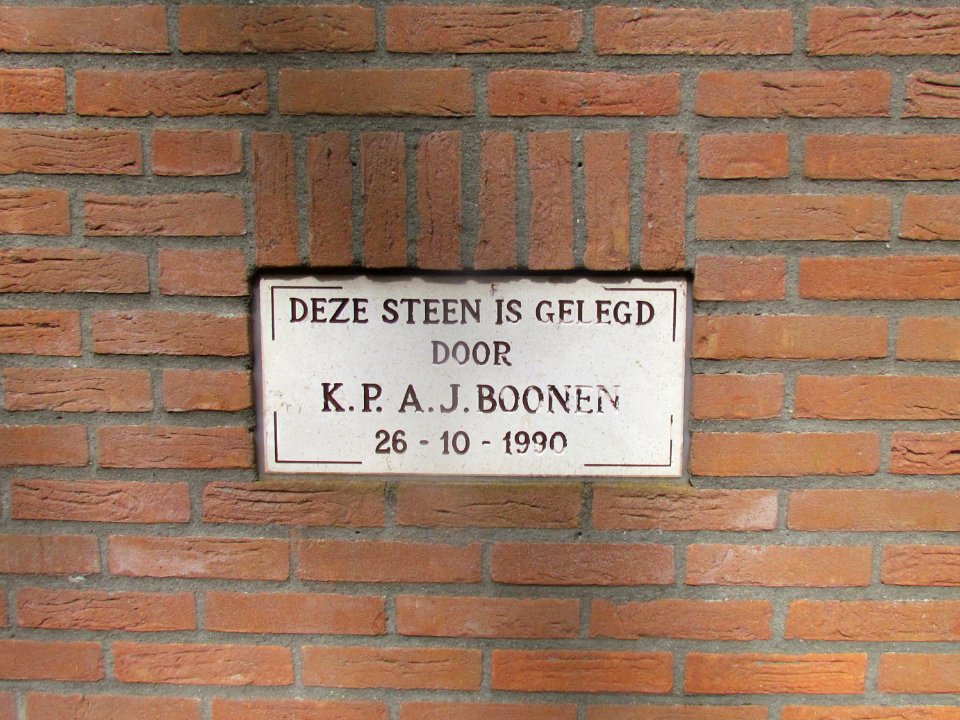 DEZE STEEN IS GELEGD
DOOR
K.P. A.J. BOONEN
26 - 10 - 1990